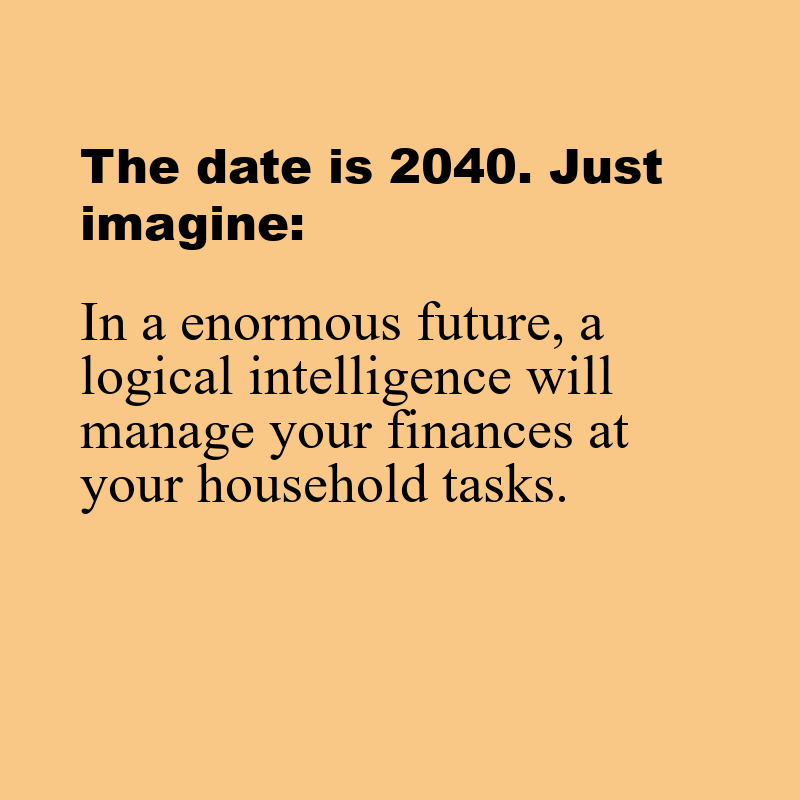 The date is 2040. Just
imagine:
In a enormous future, a
logical intelligence will
manage your finances at
your household tasks.